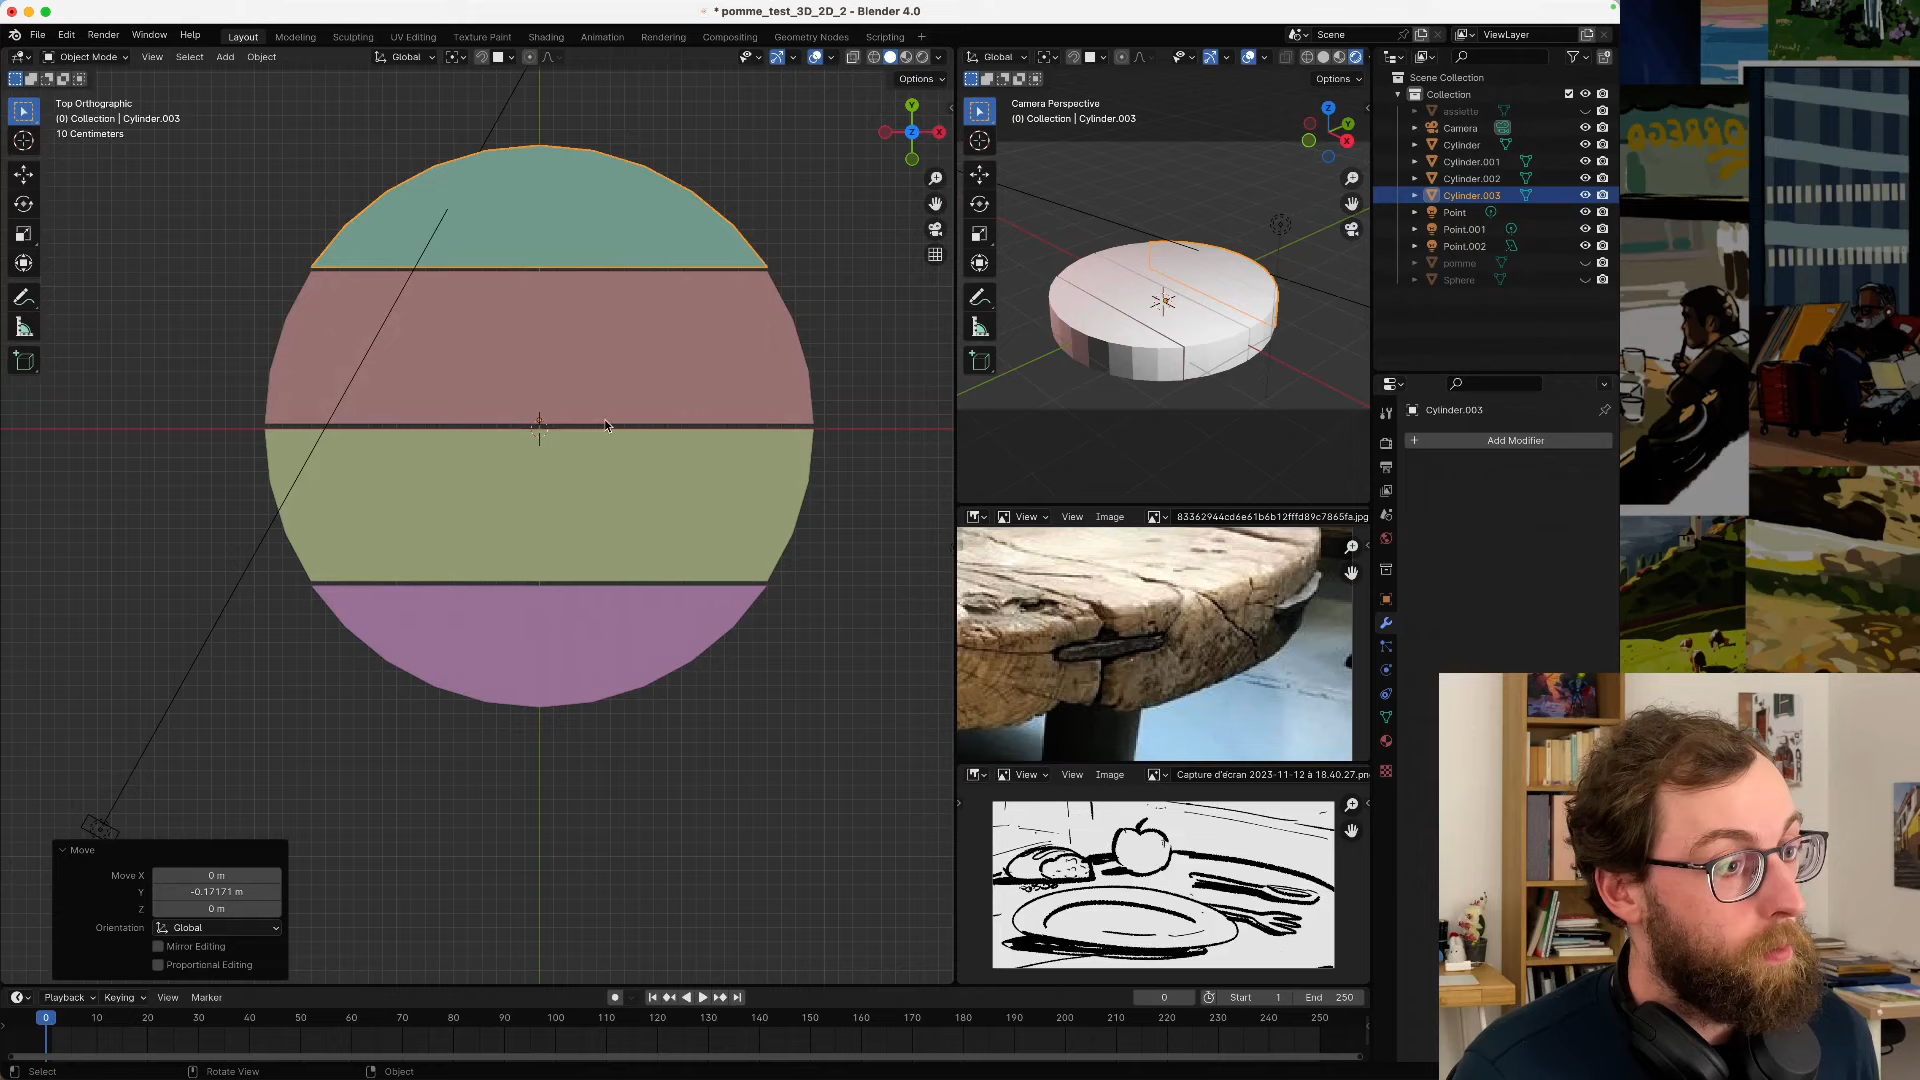 * pomme_test_3D_2D_2 - Blender 4.0
File Edit Render Window Help
Layout Modeling Sculpting UV Editing Texture Paint Shading Animation Rendering Compositing Geometry Nodes Scripting +
Scene
ViewLayer
Object Mode View Select Add Object
Global
Global
Options
Options
Top Orthographic
(0) Collection | Cylinder.003
10 Centimeters
Y
Z
X
Camera Perspective
(0) Collection | Cylinder.003
Z
Y
X
Scene Collection
Collection
assiette
Camera
Cylinder
Cylinder.001
Cylinder.002
Cylinder.003
Point
Point.001
Point.002
pomme
Sphere
Cylinder.003
Add Modifier
View View Image 83362944cd6e61b6b12fffd89c7865fa.jpg
View View Image Capture d'écran 2023-11-12 à 18.40.27.pn
Move
Move X 0 m
Y -0.17171 m
Z 0 m
Orientation Global
Mirror Editing
Proportional Editing
Playback Keying View Marker
0 Start 1 End 250
0 10 20 30 40 50 60 70 80 90 100 110 120 130 140 150 160 170 180 190 200 210 220 230 240 250
Select Rotate View Object